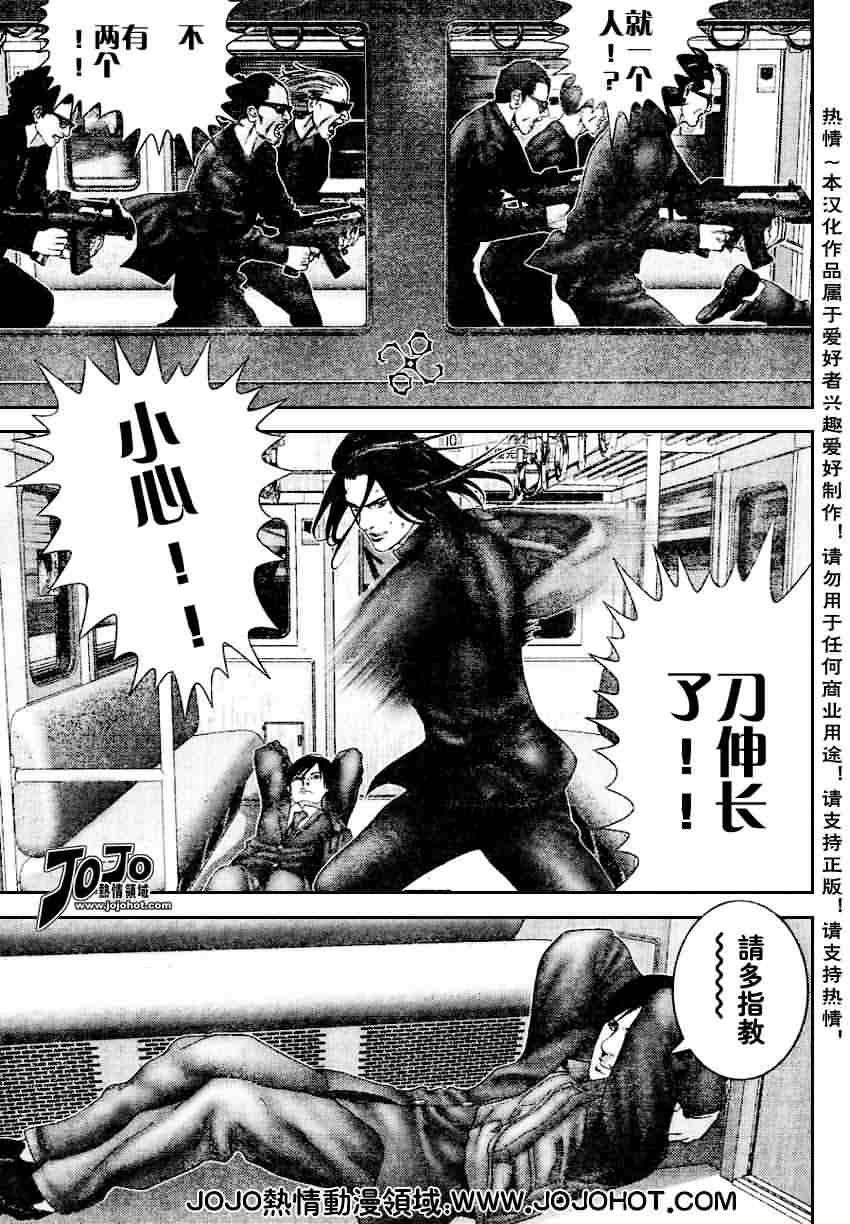 就一个
人!?
不
有
两个
!!
刀伸长
了!!
小心!!
10
請多指教
~~~~
热情~本汉化作品属于爱好者兴趣爱好制作!请勿用于任何商业用途!请支持正版!请支持热情!
JOJO
熱情領域
www.jojohot.com
JOJO熱情動漫領域:WWW.JOJOHOT.COM